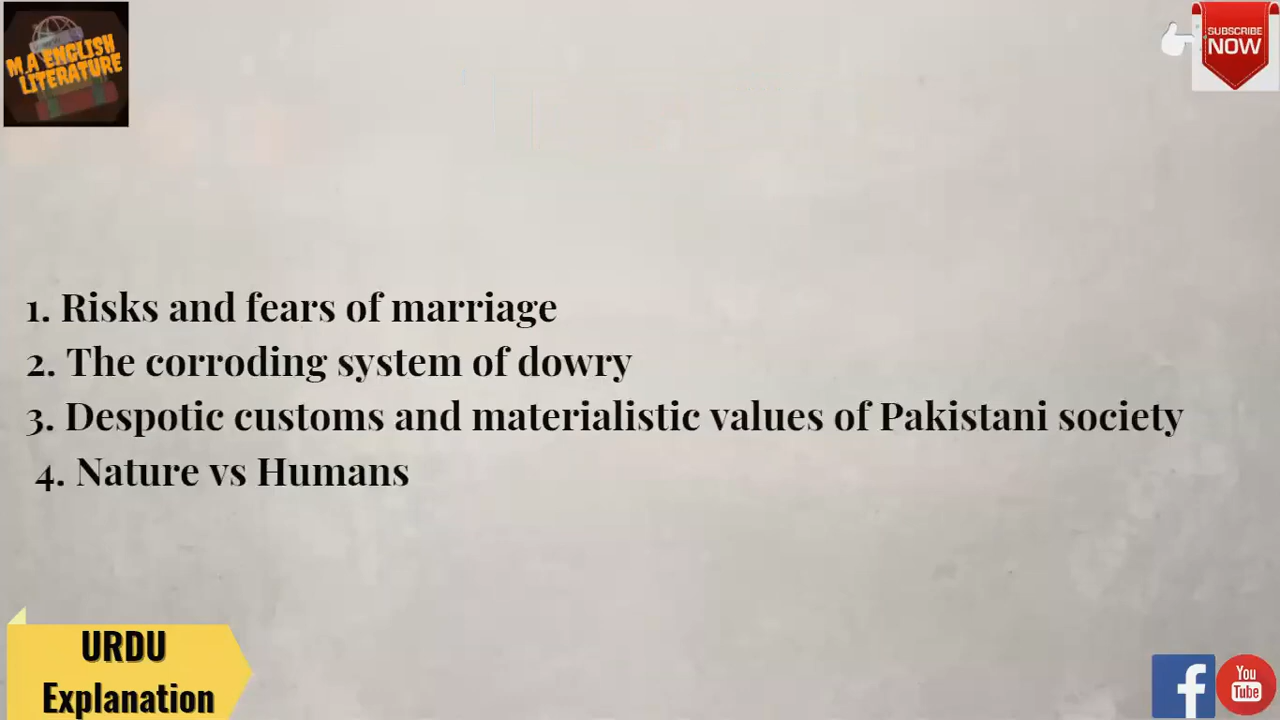 M A ENGLISH
LITERATURE
SUBSCRIBE
NOW
1. Risks and fears of marriage
2. The corroding system of dowry
3. Despotic customs and materialistic values of Pakistani society
4. Nature vs Humans
URDU
Explanation
f
You
Tube